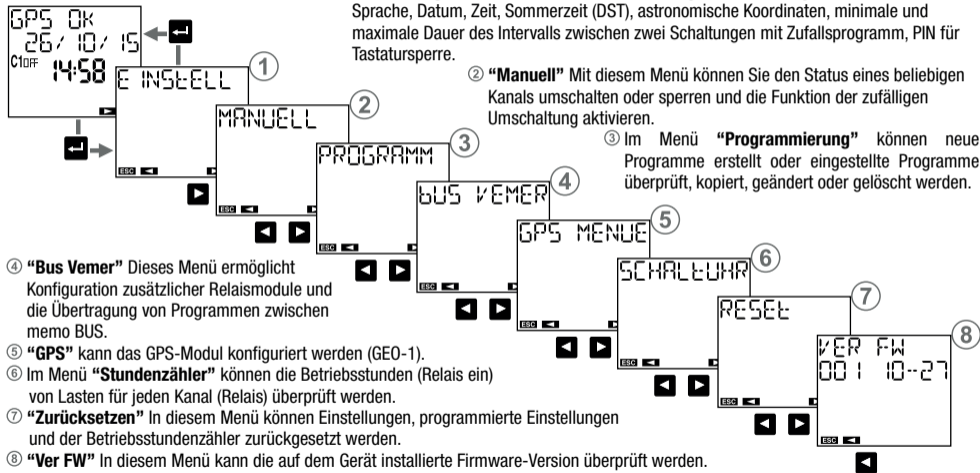 Sprache, Datum, Zeit, Sommerzeit (DST), astronomische Koordinaten, minimale und
maximale Dauer des Intervalls zwischen zwei Schaltungen mit Zufallsprogramm, PIN für
Tastatursperre.
② “Manuell” Mit diesem Menü können Sie den Status eines beliebigen
Kanals umschalten oder sperren und die Funktion der zufälligen
Umschaltung aktivieren.
③ Im Menü “Programmierung” können neue
Programme erstellt oder eingestellte Programme
überprüft, kopiert, geändert oder gelöscht werden.
GPS OK
26/ 10/ 15
C1OFF 14:58
E INStELL
1
ESC
MANUELL
2
ESC
PROGRAMM
3
ESC
bUS VEMER
4
ESC
GPS MENUE
5
ESC
SCHALtUHR
6
ESC
RESEt
7
ESC
VER FW
001 10-27
8
ESC
④ “Bus Vemer” Dieses Menü ermöglicht
Konfiguration zusätzlicher Relaismodule und
die Übertragung von Programmen zwischen
memo BUS.
⑤ “GPS” kann das GPS-Modul konfiguriert werden (GEO-1).
⑥ Im Menü “Stundenzähler” können die Betriebsstunden (Relais ein)
von Lasten für jeden Kanal (Relais) überprüft werden.
⑦ “Zurücksetzen” In diesem Menü können Einstellungen, programmierte Einstellungen
und der Betriebsstundenzähler zurückgesetzt werden.
⑧ “Ver FW” In diesem Menü kann die auf dem Gerät installierte Firmware-Version überprüft werden.